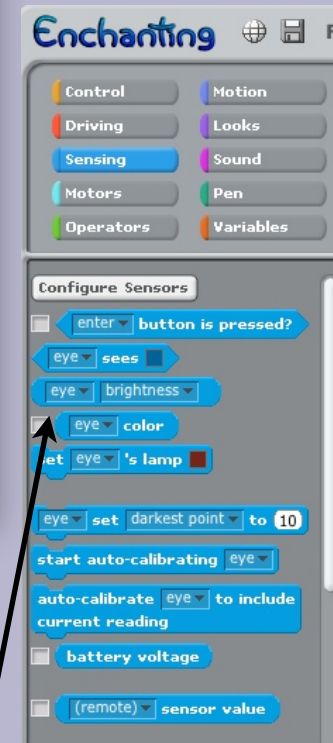 Enchanting
Control Motion
Driving Looks
Sensing Sound
Motors Pen
Operators Variables
Configure Sensors
enter button is pressed?
eye sees
eye brightness
eye color
set eye 's lamp
eye set darkest point to 10
start auto-calibrating eye
auto-calibrate eye to include
current reading
battery voltage
(remote) sensor value